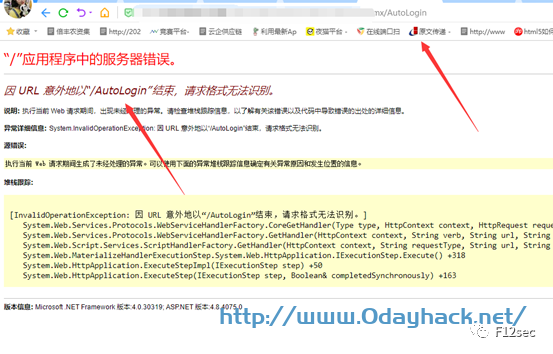 mx/AutoLogin
收藏 信丰农资集 http://202 竞赛平台- 云企供应链 利用最新Ap 夜猫平台- 在线端口扫 原文传递- http://www html5如何
“/”应用程序中的服务器错误。
因 URL 意外地以“/AutoLogin”结束，请求格式无法识别。
说明: 执行当前 Web 请求期间，出现未经处理的异常。请检查堆栈跟踪信息，以了解有关该错误以及代码中导致错误的出处的详细信息。
异常详细信息: System.InvalidOperationException: 因 URL 意外地以“/AutoLogin”结束，请求格式无法识别。
源错误:
执行当前 Web 请求期间生成了未经处理的异常。可以使用下面的异常堆栈跟踪信息确定有关异常原因和发生位置的信息。
堆栈跟踪:
[InvalidOperationException: 因 URL 意外地以“/AutoLogin”结束，请求格式无法识别。]
System.Web.Services.Protocols.WebServiceHandlerFactory.CoreGetHandler(Type type, HttpContext context, HttpRequest reque
System.Web.Services.Protocols.WebServiceHandlerFactory.GetHandler(HttpContext context, String verb, String url, String
System.Web.Script.Services.ScriptHandlerFactory.GetHandler(HttpContext context, String requestType, String url, String
System.Web.MaterializeHandlerExecutionStep.System.Web.HttpApplication.IExecutionStep.Execute() +318
System.Web.HttpApplication.ExecuteStepImpl(IExecutionStep step) +50
System.Web.HttpApplication.ExecuteStep(IExecutionStep step, Boolean& completedSynchronously) +163
版本信息: Microsoft .NET Framework 版本:4.0.30319; ASP.NET 版本:4.8.4075.0
http://www.0dayhack.net/
F12sec